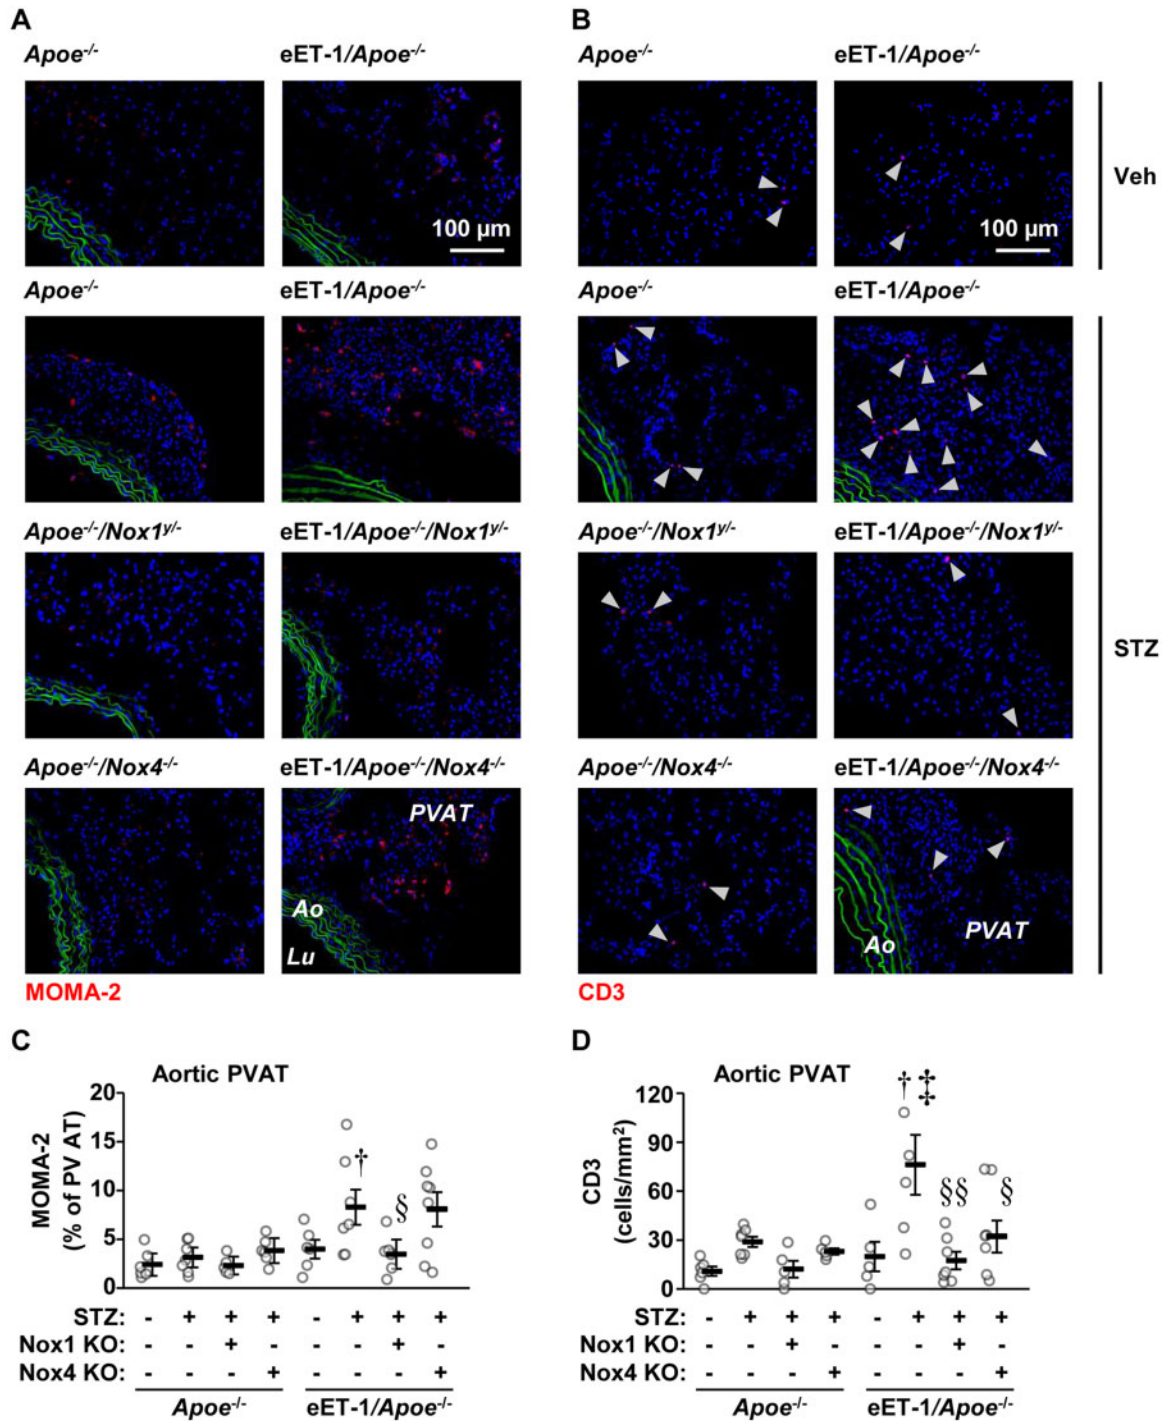 A
B
Apoe-/- eET-1/Apoe-/- Apoe-/- eET-1/Apoe-/-
100 µm 100 µm
Veh
Apoe-/- eET-1/Apoe-/- Apoe-/- eET-1/Apoe-/-
Apoe-/-/Nox1y/- eET-1/Apoe-/-/Nox1y/- Apoe-/-/Nox1y/- eET-1/Apoe-/-/Nox1y/-
STZ
Apoe-/-/Nox4-/- eET-1/Apoe-/-/Nox4-/- Apoe-/-/Nox4-/- eET-1/Apoe-/-/Nox4-/-
PVAT
Ao
Lu
PVAT
Ao
MOMA-2 CD3
C
Aortic PVAT
MOMA-2
(% of PV AT)
20
15
10
5
0
†
§
STZ: - + + + - + + +
Nox1 KO: - - + - - - + -
Nox4 KO: - - - + - - - +
Apoe-/- eET-1/Apoe-/-
D
Aortic PVAT
CD3
(cells/mm²)
120
90
60
30
0
† ‡
§§ §
STZ: - + + + - + + +
Nox1 KO: - - + - - - + -
Nox4 KO: - - - + - - - +
Apoe-/- eET-1/Apoe-/-